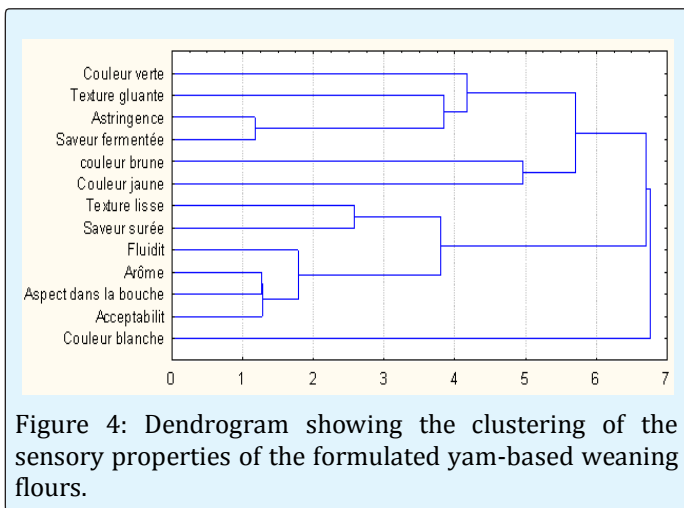 Couleur verte
Texture gluante
Astringence
Saveur fermentée
couleur brune
Couleur jaune
Texture lisse
Saveur surée
Fluidit
Arôme
Aspect dans la bouche
Acceptabilit
Couleur blanche
0 1 2 3 4 5 6 7
Figure 4: Dendrogram showing the clustering of the
sensory properties of the formulated yam-based weaning
flours.